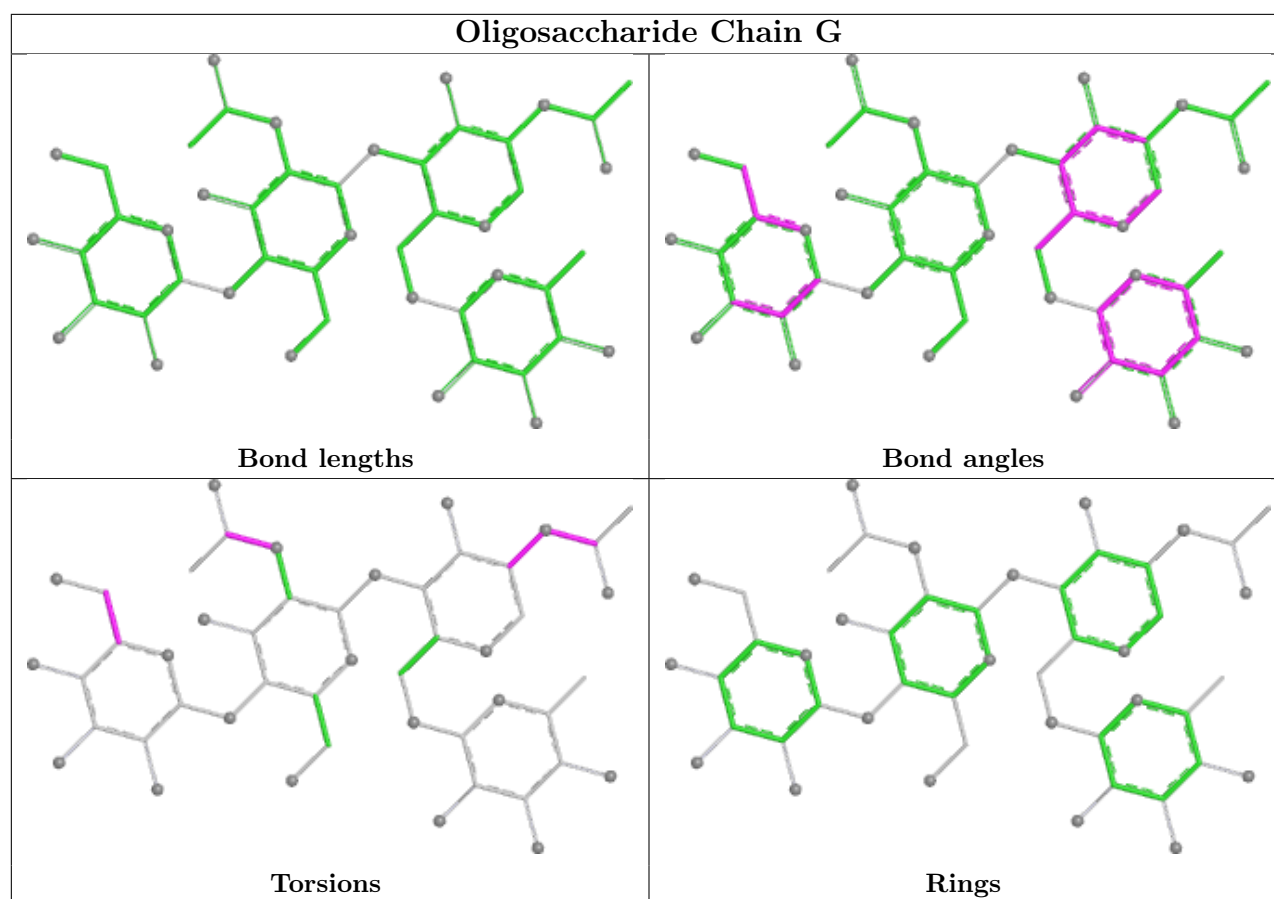 Oligosaccharide Chain G
Bond lengths
Bond angles
Torsions
Rings